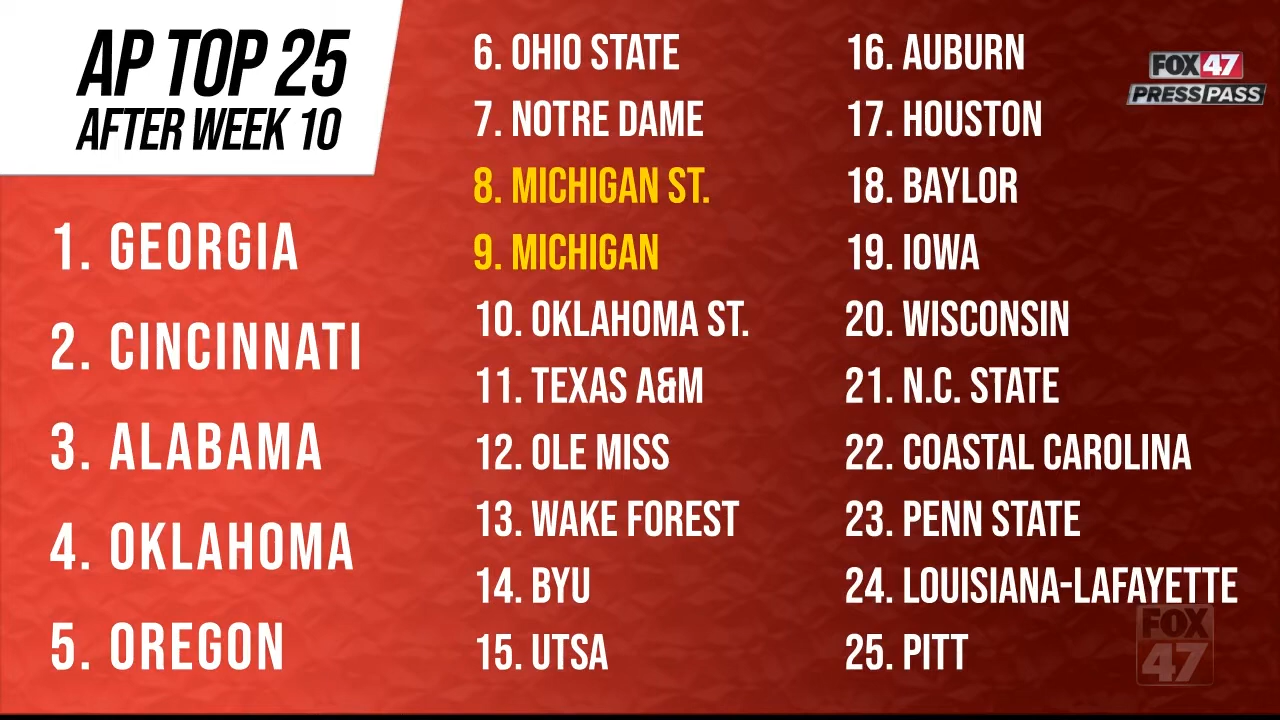 AP TOP 25
AFTER WEEK 10
1. GEORGIA
2. CINCINNATI
3. ALABAMA
4. OKLAHOMA
5. OREGON
6. OHIO STATE
7. NOTRE DAME
8. MICHIGAN ST.
9. MICHIGAN
10. OKLAHOMA ST.
11. TEXAS A&M
12. OLE MISS
13. WAKE FOREST
14. BYU
15. UTSA
16. AUBURN
17. HOUSTON
18. BAYLOR
19. IOWA
20. WISCONSIN
21. N.C. STATE
22. COASTAL CAROLINA
23. PENN STATE
24. LOUISIANA-LAFAYETTE
25. PITT
FOX 47
PRESS PASS
FOX
47